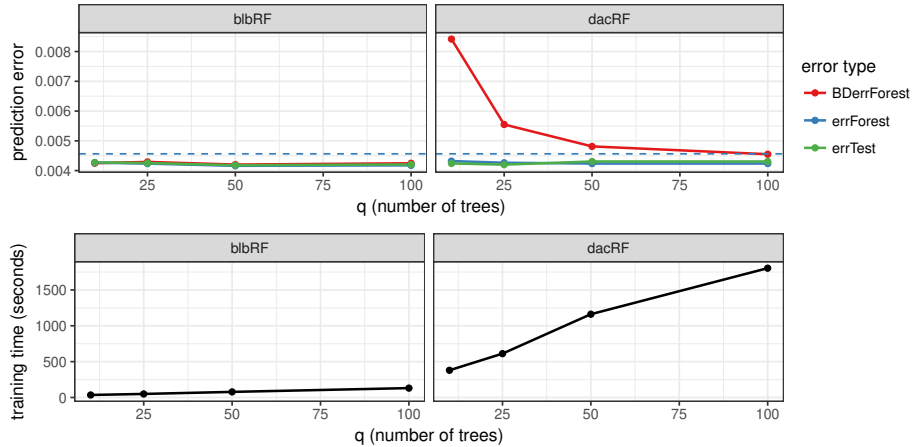 blbRF dacRF
prediction error
0.008
0.007
0.006
0.005
0.004
25 50 75 100 25 50 75 100
q (number of trees)
error type
BDerrForest
errForest
errTest
blbRF dacRF
training time (seconds)
1500
1000
500
0
25 50 75 100 25 50 75 100
q (number of trees)